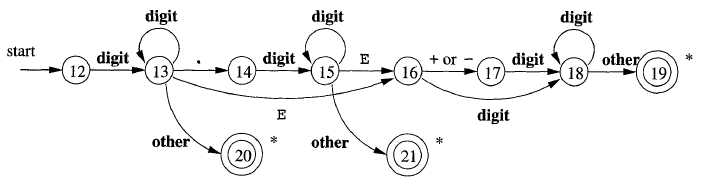 digit digit digit
start digit . digit E + or - digit other *
12 13 14 15 16 17 18 19
E digit
other * other *
20 21